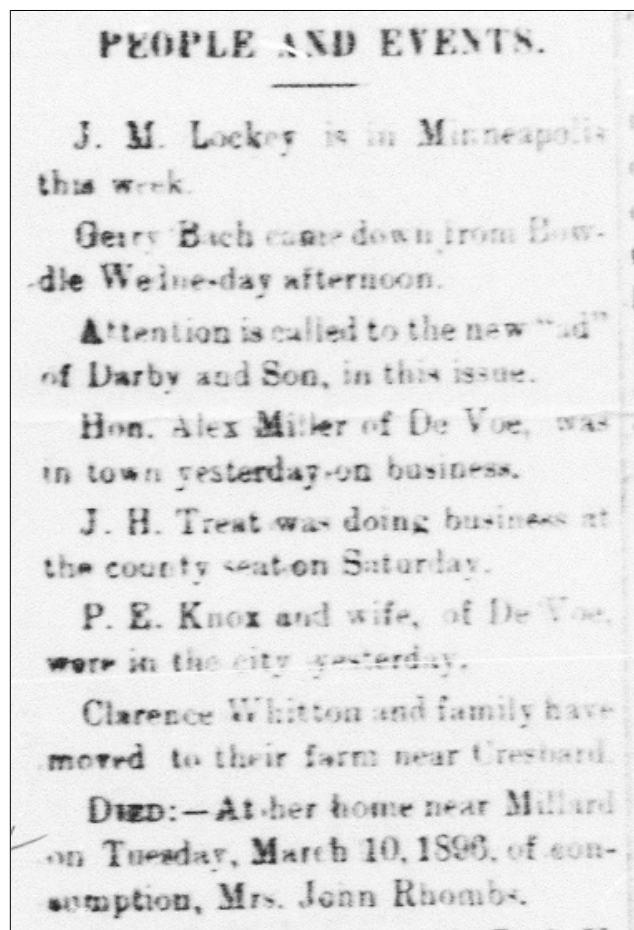 PEOPLE AND EVENTS.
J. M. Lockey is in Minneapolis
this week.
Gerry Bach came down from Bow-
dle Wednesday afternoon.
Attention is called to the new "ad"
of Darby and Son, in this issue.
Hon. Alex Miller of De Voe, was
in town yesterday on business.
J. H. Treat was doing business at
the county seat on Saturday.
P. E. Knox and wife, of De Voe,
were in the city yesterday.
Clarence Whitton and family have
moved to their farm near Cresbard.
DIED:—At her home near Millard
on Tuesday, March 10, 1896, of con-
sumption, Mrs. John Rhombs.